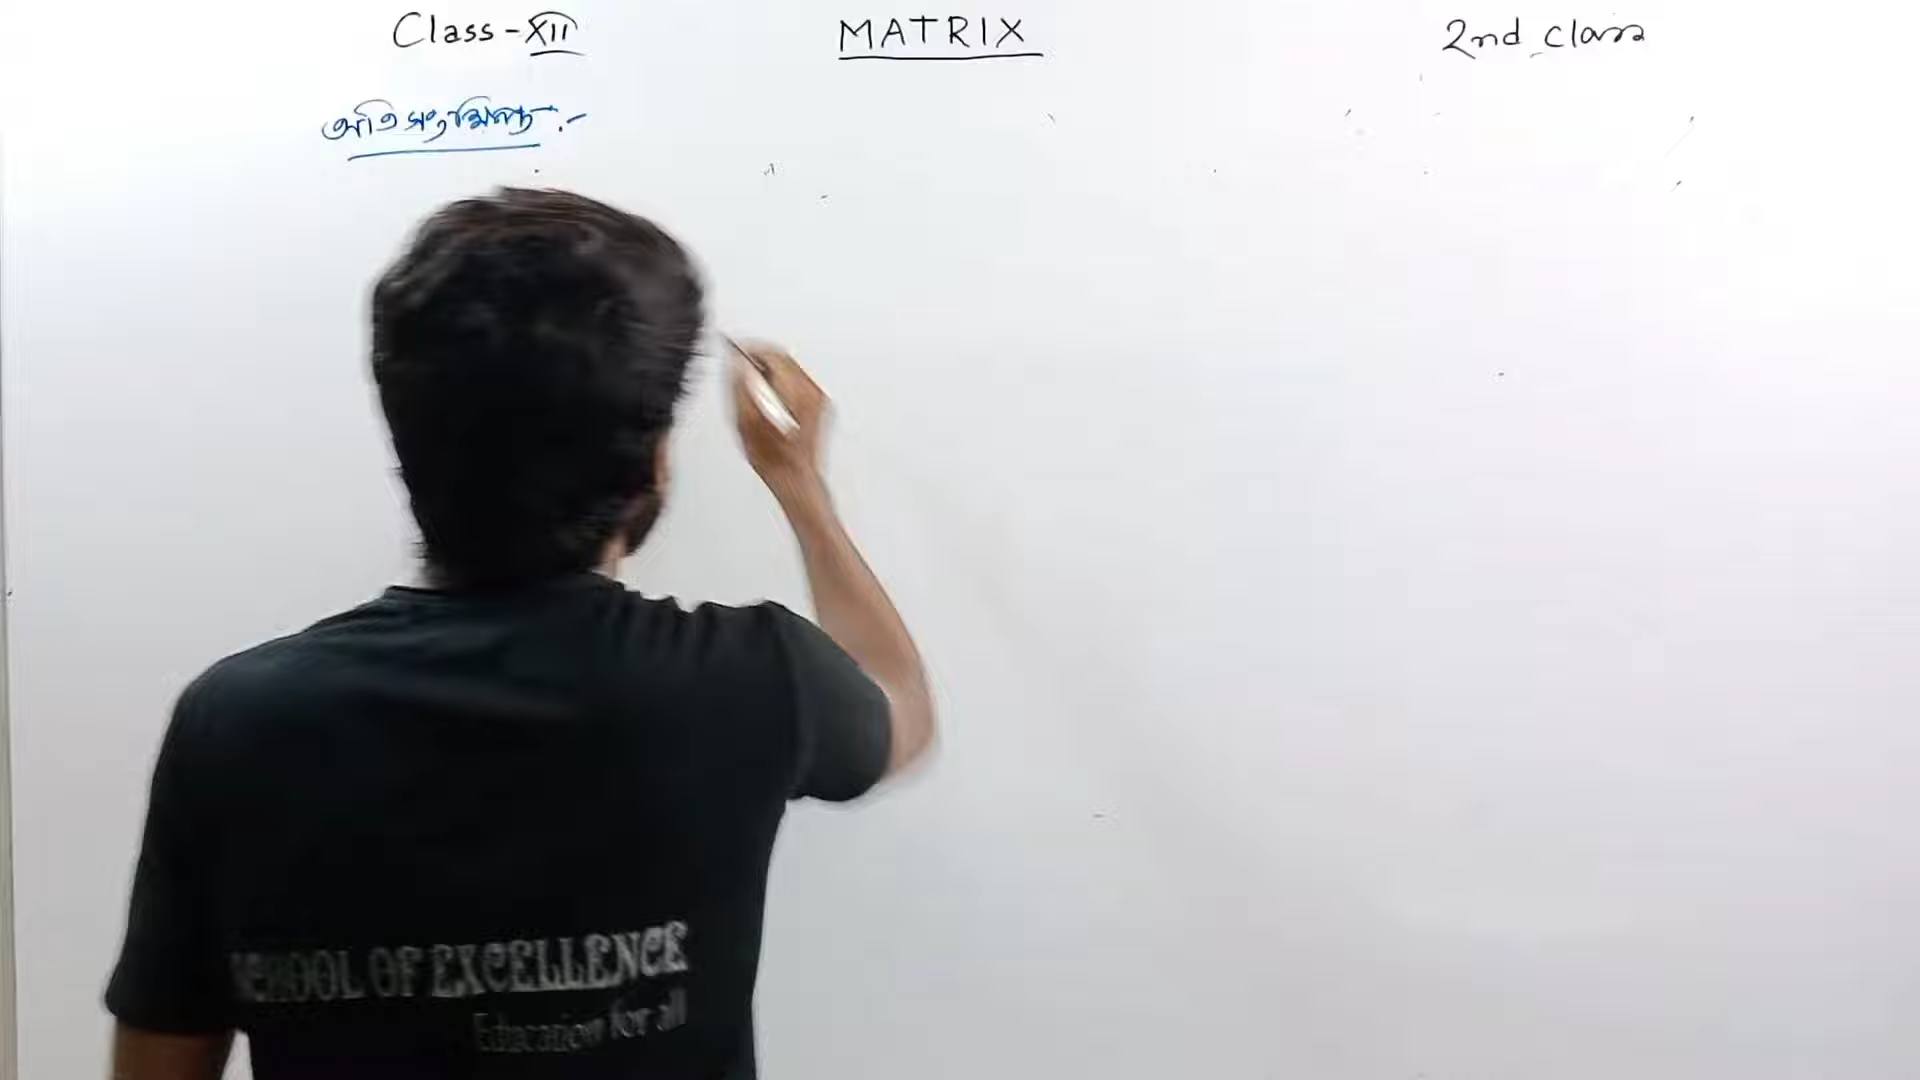 Class - XII
MATRIX
2nd class
অতি সংক্ষিপ্ত :-
SCHOOL OF EXCELLENCE
Education for all